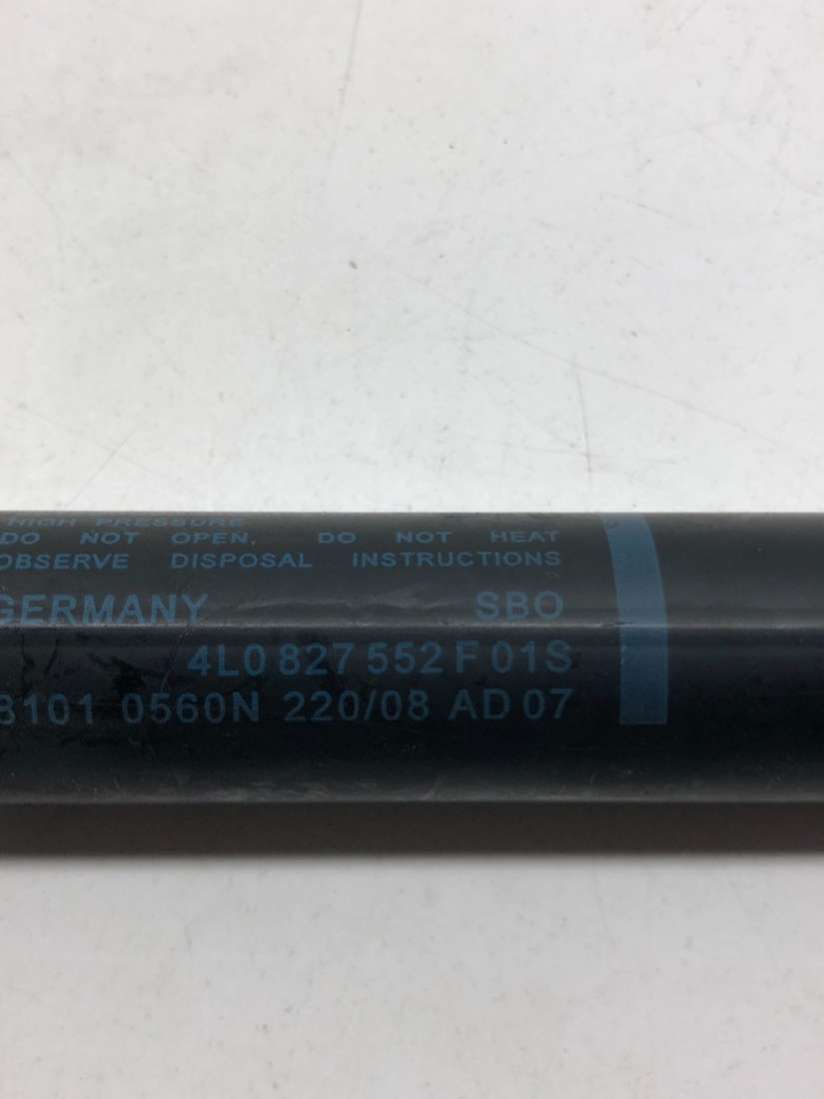 HIGH PRESSURE
DO NOT OPEN, DO NOT HEAT
OBSERVE DISPOSAL INSTRUCTIONS
GERMANY SBO
4L0 827 552 F 01S
8101 0560N 220/08 AD 07